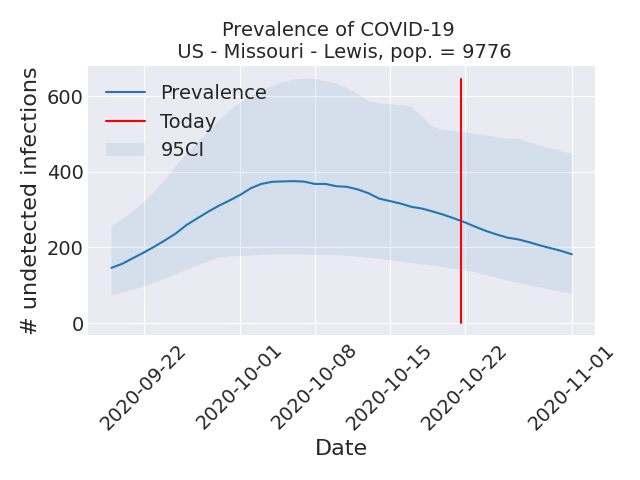 Prevalence of COVID-19
US - Missouri - Lewis, pop. = 9776
# undetected infections
600
400
200
0
Prevalence
Today
95CI
2020-09-22
2020-10-01
2020-10-08
2020-10-15
2020-10-22
2020-11-01
Date